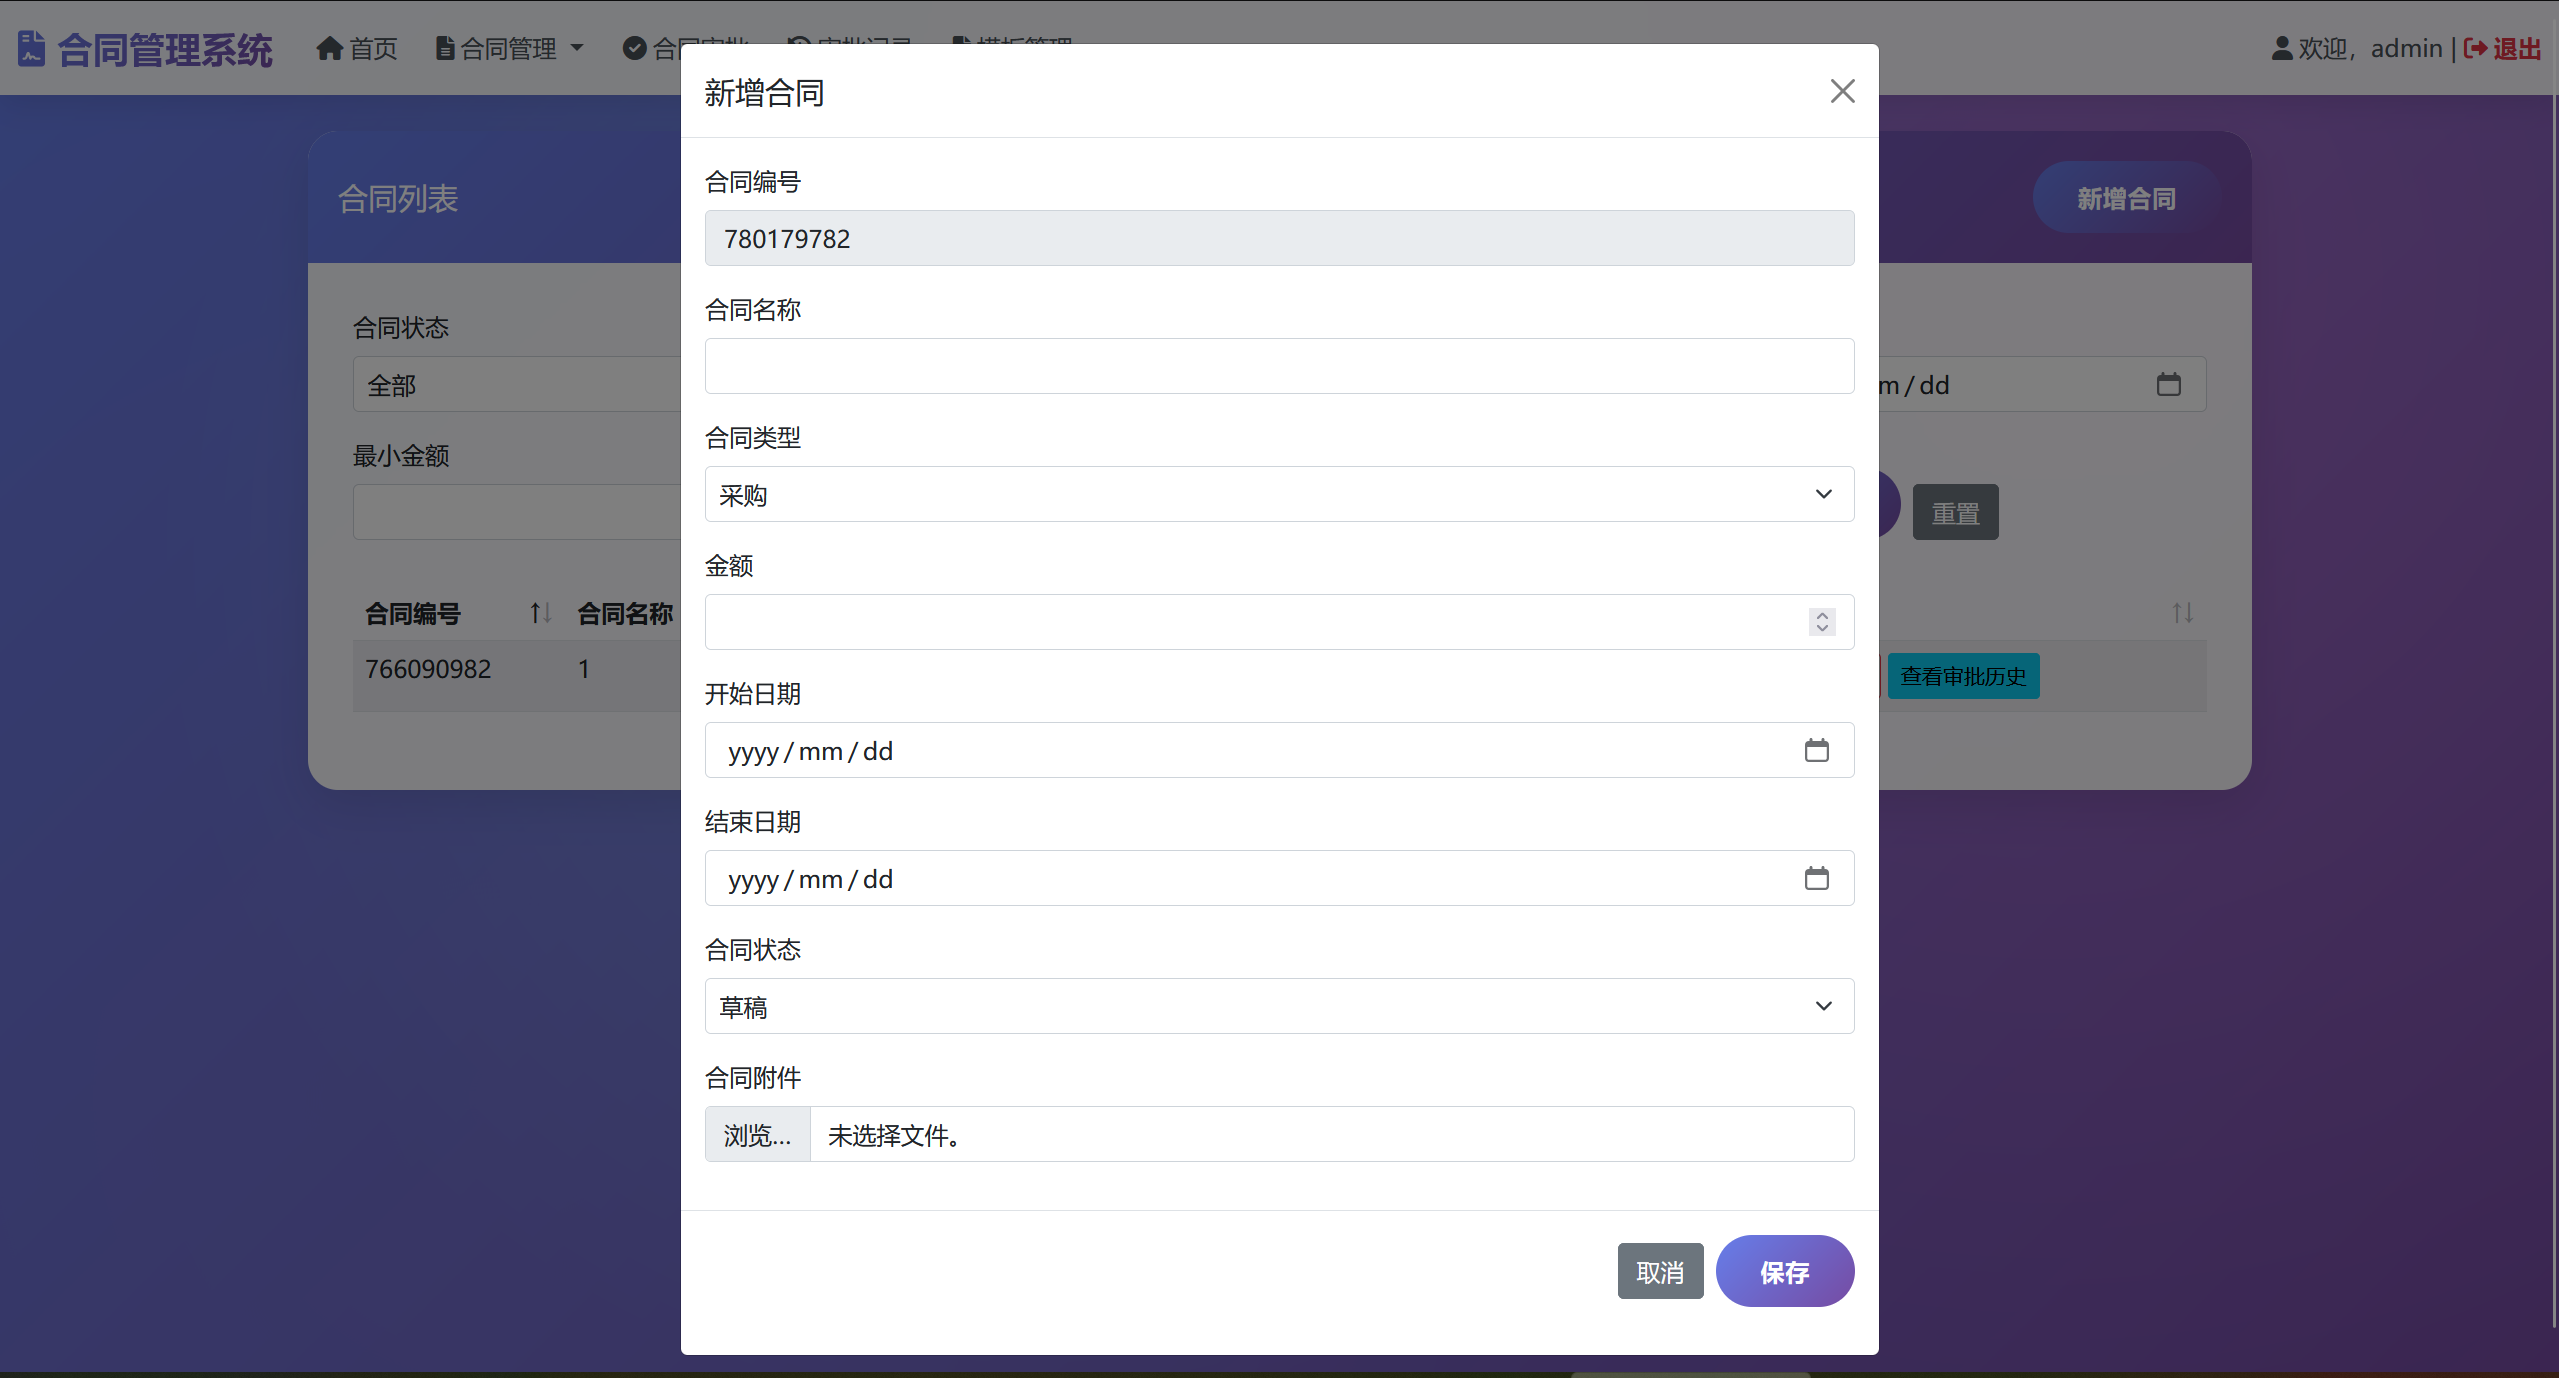 合同管理系统 首页 合同管理 欢迎，admin | 退出
新增合同
合同列表
新增合同
合同编号
780179782
合同名称
合同状态
全部
m / dd
合同类型
采购
最小金额
重置
金额
合同编号 合同名称
766090982 1
查看审批历史
开始日期
yyyy / mm / dd
结束日期
yyyy / mm / dd
合同状态
草稿
合同附件
浏览... 未选择文件。
取消 保存